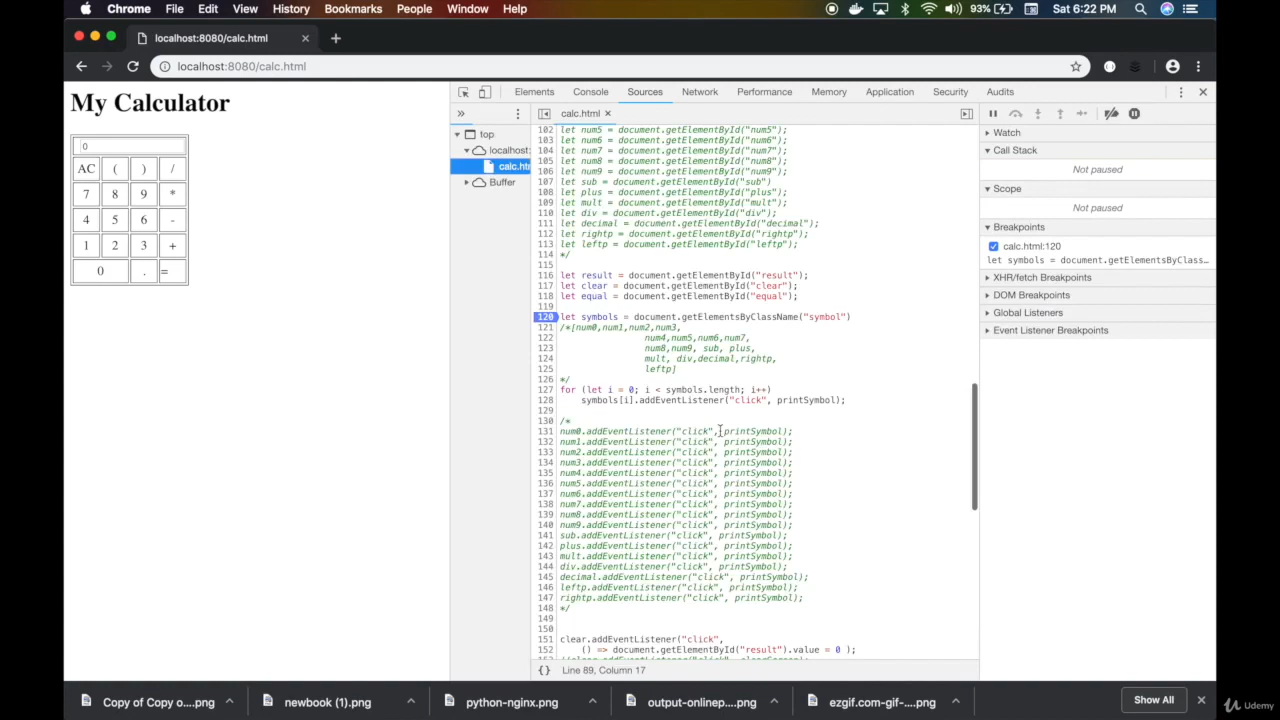 Chrome File Edit View History Bookmarks People Window Help 93% Sat 6:22 PM
localhost:8080/calc.html
localhost:8080/calc.html
My Calculator
0
AC ( ) /
7 8 9 *
4 5 6 -
1 2 3 +
0 . =
Elements Console Sources Network Performance Memory Application Security Audits
» calc.html
top
localhost:
calc.ht
Buffer
102 let num5 = document.getElementById("num5");
103 let num6 = document.getElementById("num6");
104 let num7 = document.getElementById("num7");
105 let num8 = document.getElementById("num8");
106 let num9 = document.getElementById("num9");
107 let sub = document.getElementById("sub")
108 let plus = document.getElementById("plus");
109 let mult = document.getElementById("mult");
110 let div = document.getElementById("div");
111 let decimal = document.getElementById("decimal");
112 let rightp = document.getElementById("rightp");
113 let leftp = document.getElementById("leftp");
114 */
115
116 let result = document.getElementById("result");
117 let clear = document.getElementById("clear");
118 let equal = document.getElementById("equal");
119
120 let symbols = document.getElementsByClassName("symbol")
121 /*[num0,num1,num2,num3,
122 num4,num5,num6,num7,
123 num8,num9, sub, plus,
124 mult, div,decimal,rightp,
125 leftp]
126 */
127 for (let i = 0; i < symbols.length; i++)
128 symbols[i].addEventListener("click", printSymbol);
129
130 /*
131 num0.addEventListener("click", printSymbol);
132 num1.addEventListener("click", printSymbol);
133 num2.addEventListener("click", printSymbol);
134 num3.addEventListener("click", printSymbol);
135 num4.addEventListener("click", printSymbol);
136 num5.addEventListener("click", printSymbol);
137 num6.addEventListener("click", printSymbol);
138 num7.addEventListener("click", printSymbol);
139 num8.addEventListener("click", printSymbol);
140 num9.addEventListener("click", printSymbol);
141 sub.addEventListener("click", printSymbol);
142 plus.addEventListener("click", printSymbol);
143 mult.addEventListener("click", printSymbol);
144 div.addEventListener("click", printSymbol);
145 decimal.addEventListener("click", printSymbol);
146 leftp.addEventListener("click", printSymbol);
147 rightp.addEventListener("click", printSymbol);
148 */
149
150
151 clear.addEventListener("click",
152 () => document.getElementById("result").value = 0 );
{} Line 89, Column 17
Watch
Call Stack
Not paused
Scope
Not paused
Breakpoints
calc.html:120
let symbols = document.getElementsByClass…
XHR/fetch Breakpoints
DOM Breakpoints
Global Listeners
Event Listener Breakpoints
Copy of Copy o....png newbook (1).png python-nginx.png output-onlinep....png ezgif.com-gif-....png Show All
Udemy